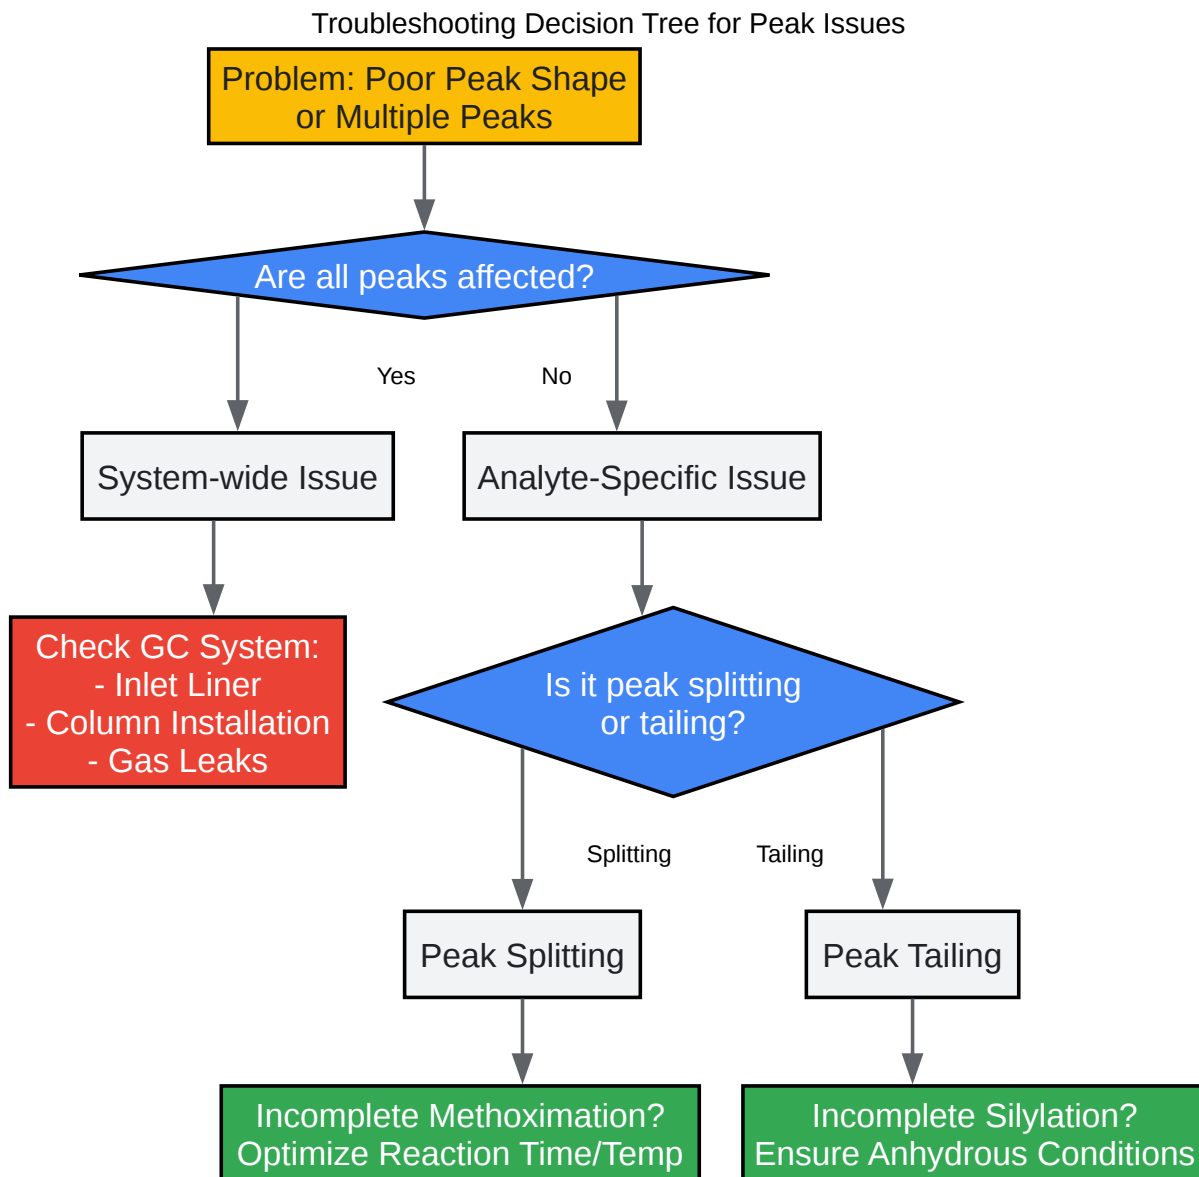 Troubleshooting Decision Tree for Peak Issues
Problem: Poor Peak Shape
or Multiple Peaks
Are all peaks affected?
Yes
No
System-wide Issue
Analyte-Specific Issue
Check GC System:
- Inlet Liner
- Column Installation
- Gas Leaks
Is it peak splitting
or tailing?
Splitting
Tailing
Peak Splitting
Peak Tailing
Incomplete Methoximation?
Optimize Reaction Time/Temp
Incomplete Silylation?
Ensure Anhydrous Conditions